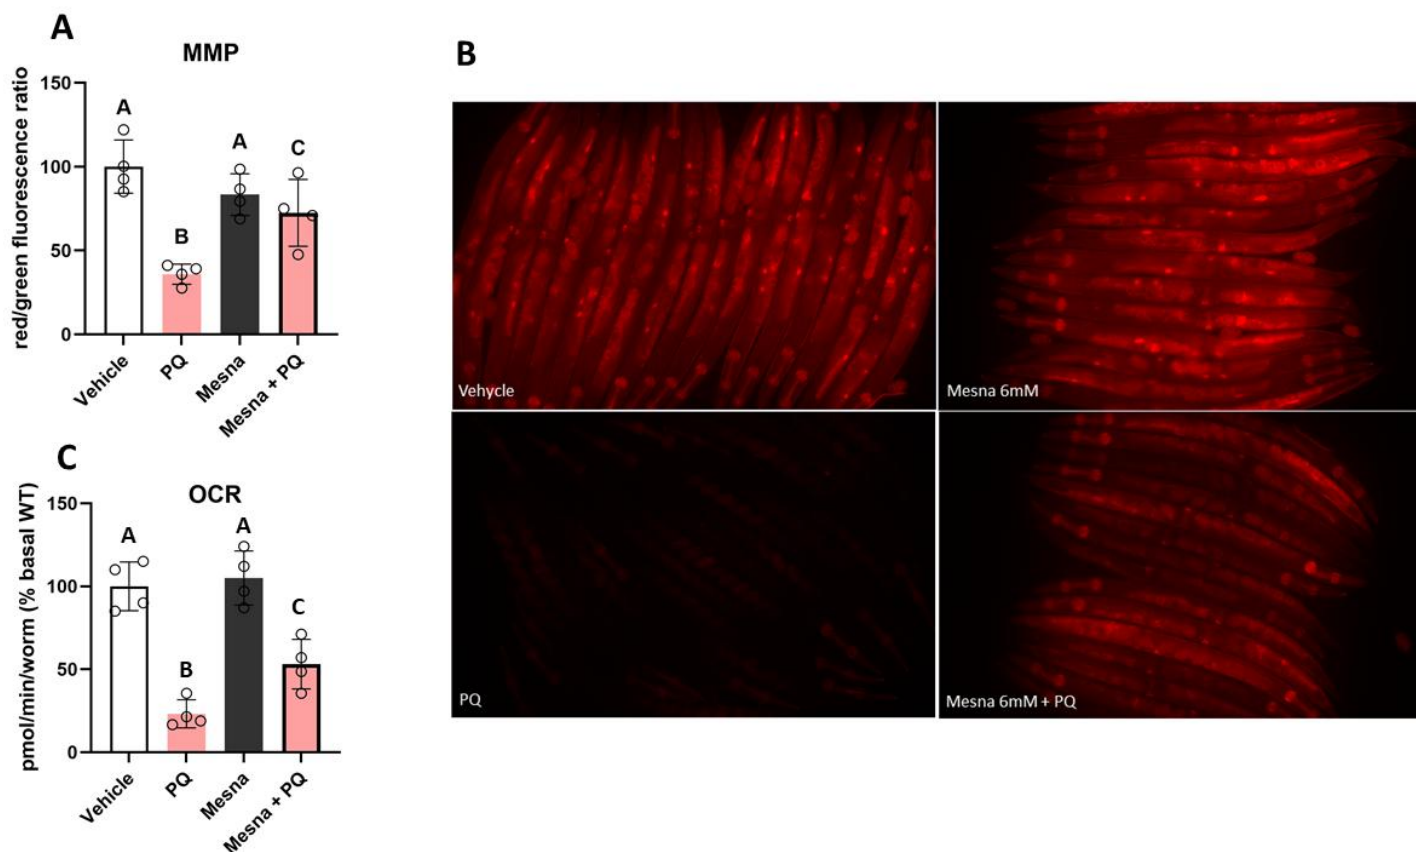 A
MMP
red/green fluorescence ratio
150
100
50
0
A
B
A
C
Vehicle
PQ
Mesna
Mesna + PQ
B
Vehycle
Mesna 6mM
PQ
Mesna 6mM + PQ
C
OCR
pmol/min/worm (% basal WT)
150
100
50
0
A
B
A
C
Vehicle
PQ
Mesna
Mesna + PQ